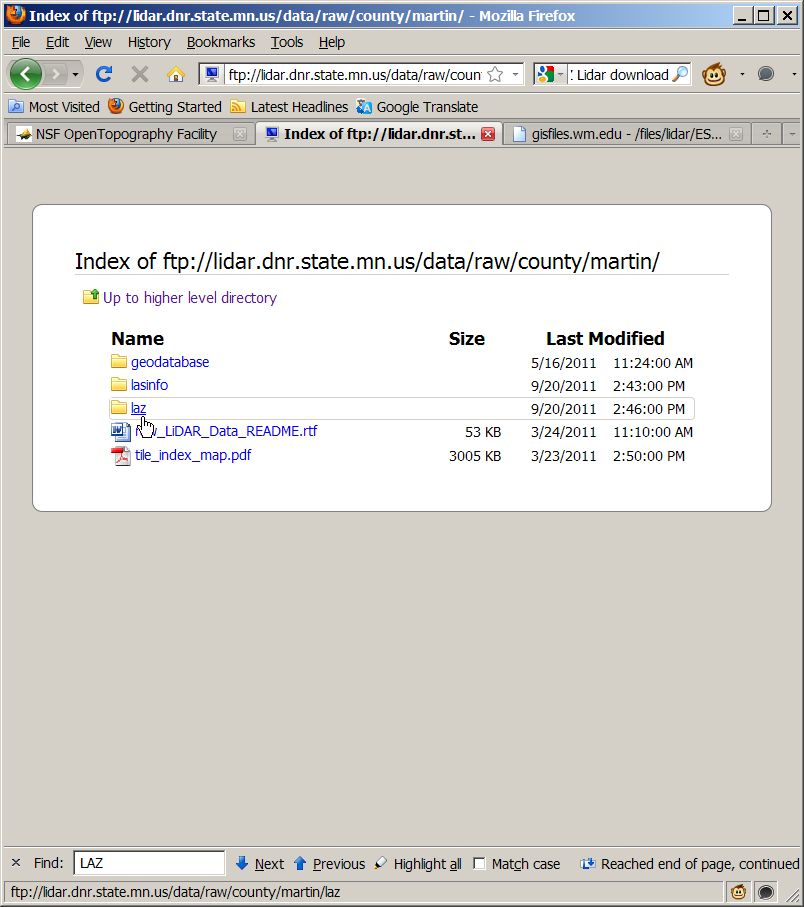 Index of ftp://lidar.dnr.state.mn.us/data/raw/county/martin/ - Mozilla Firefox
File Edit View History Bookmarks Tools Help
ftp://lidar.dnr.state.mn.us/data/raw/coun Lidar download
Most Visited Getting Started Latest Headlines Google Translate
NSF OpenTopography Facility Index of ftp://lidar.dnr.st... gisfiles.wm.edu - /files/lidar/ES...
Index of ftp://lidar.dnr.state.mn.us/data/raw/county/martin/
Up to higher level directory
Name Size Last Modified
geodatabase 5/16/2011 11:24:00 AM
lasinfo 9/20/2011 2:43:00 PM
laz 9/20/2011 2:46:00 PM
_LiDAR_Data_README.rtf 53 KB 3/24/2011 11:10:00 AM
tile_index_map.pdf 3005 KB 3/23/2011 2:50:00 PM
Find: LAZ Next Previous Highlight all Match case Reached end of page, continued
ftp://lidar.dnr.state.mn.us/data/raw/county/martin/laz